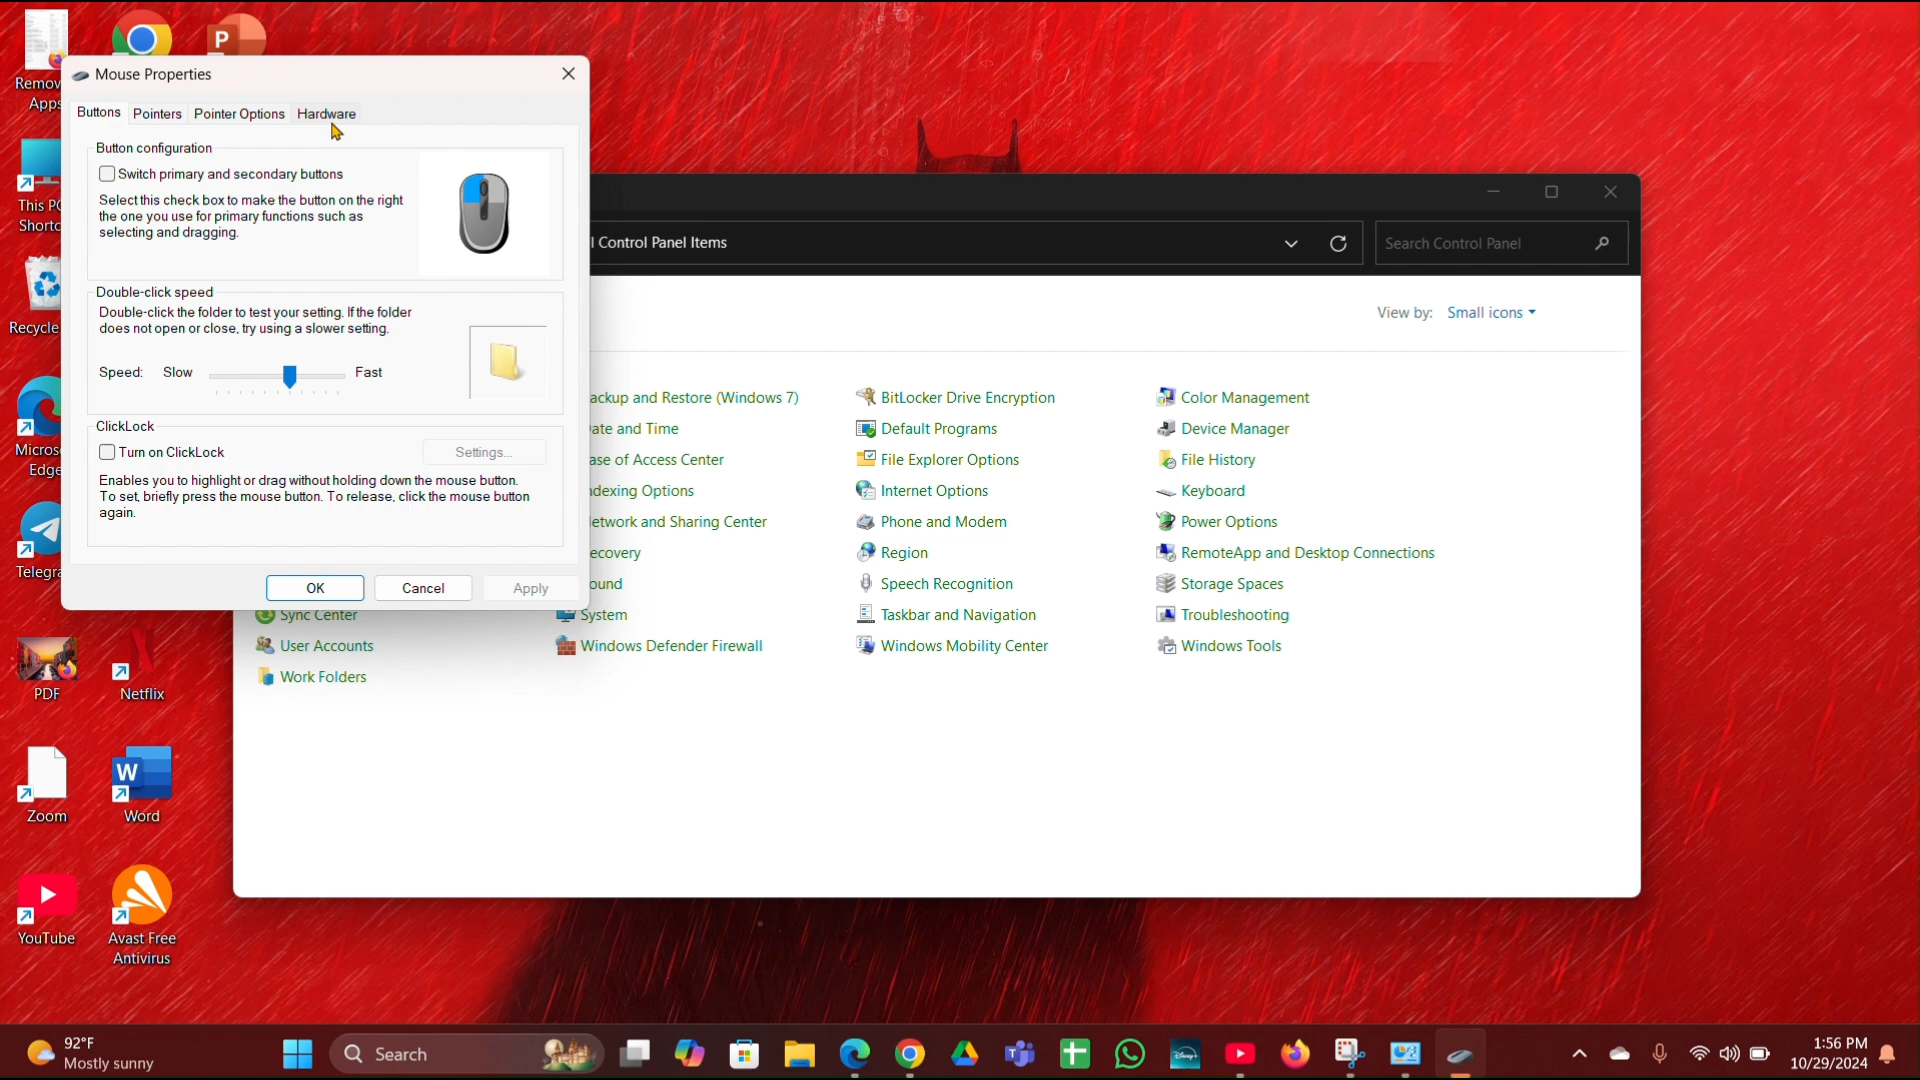 Remov
Apps
P
Mouse Properties
Buttons
Pointers
Pointer Options
Hardware
Button configuration
Switch primary and secondary buttons
Select this check box to make the button on the right
the one you use for primary functions such as
selecting and dragging.
Double-click speed
Double-click the folder to test your setting. If the folder
does not open or close, try using a slower setting.
Speed: Slow Fast
ClickLock
Turn on ClickLock
Settings...
Enables you to highlight or drag without holding down the mouse button.
To set, briefly press the mouse button. To release, click the mouse button
again.
OK
Cancel
Apply
l Control Panel Items
Search Control Panel
View by: Small icons
ackup and Restore (Windows 7)
BitLocker Drive Encryption
Color Management
ate and Time
Default Programs
Device Manager
ase of Access Center
File Explorer Options
File History
ndexing Options
Internet Options
Keyboard
etwork and Sharing Center
Phone and Modem
Power Options
ecovery
Region
RemoteApp and Desktop Connections
ound
Speech Recognition
Storage Spaces
Sync Center
System
Taskbar and Navigation
Troubleshooting
User Accounts
Windows Defender Firewall
Windows Mobility Center
Windows Tools
Work Folders
This PC
Shortc
Recycle
Micros
Edge
Telegra
PDF
Netflix
Zoom
W
Word
YouTube
Avast Free
Antivirus
92°F
Mostly sunny
Search
Disney+
1:56 PM
10/29/2024